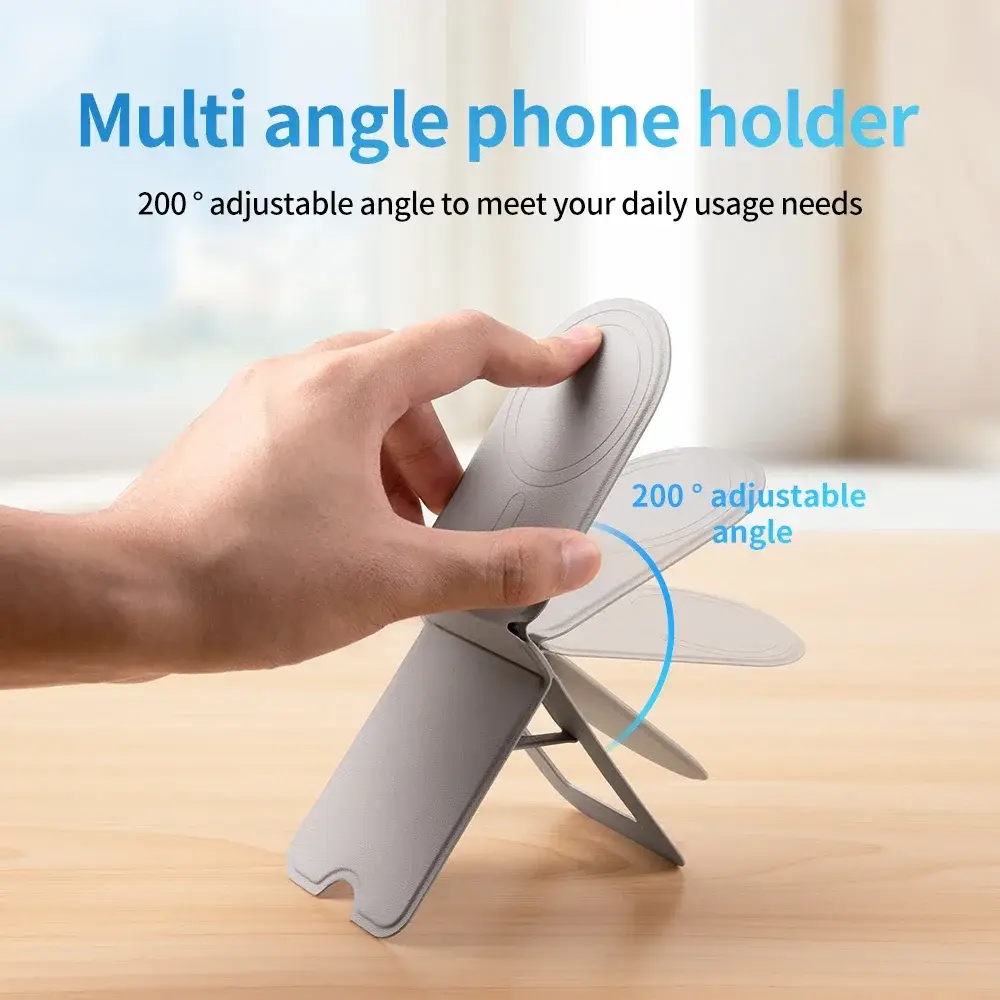 Multi angle phone holder
200 ° adjustable angle to meet your daily usage needs
200 ° adjustable
angle